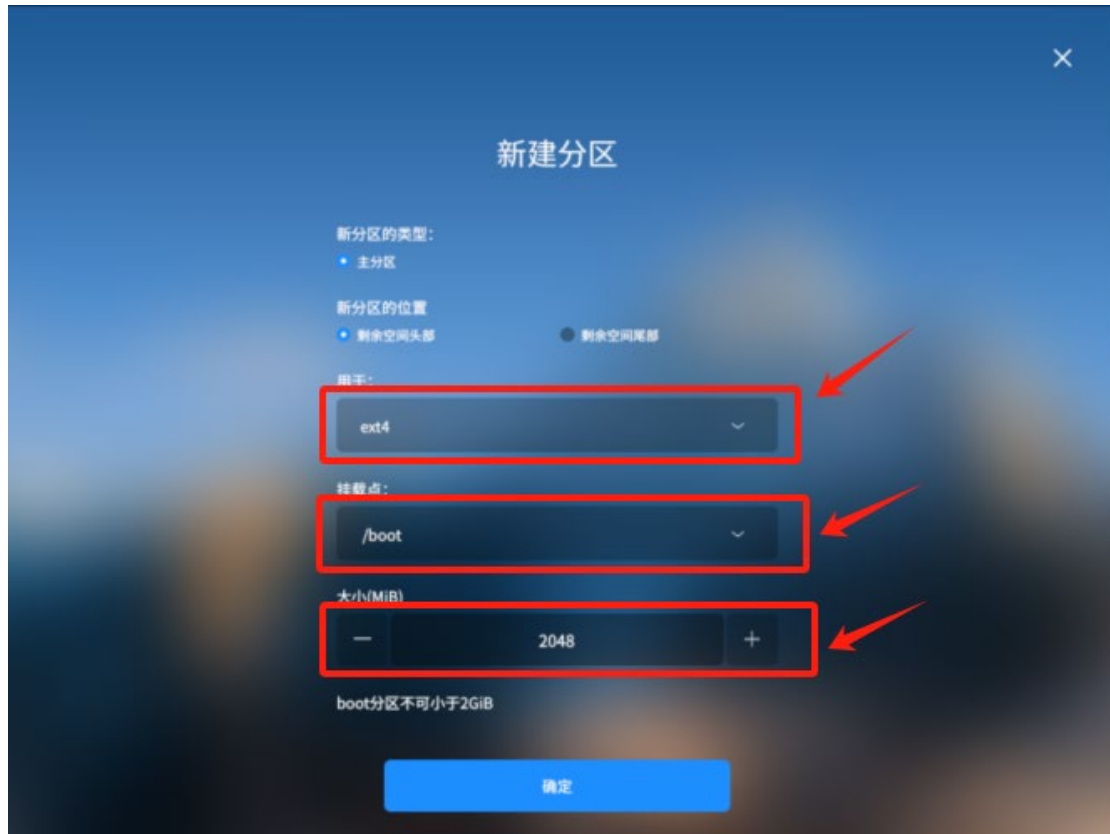 新建分区
新分区的类型：
主分区
新分区的位置
剩余空间头部 剩余空间尾部
用于：
ext4
挂载点：
/boot
大小(MiB)
2048
boot分区不可小于2GiB
确定